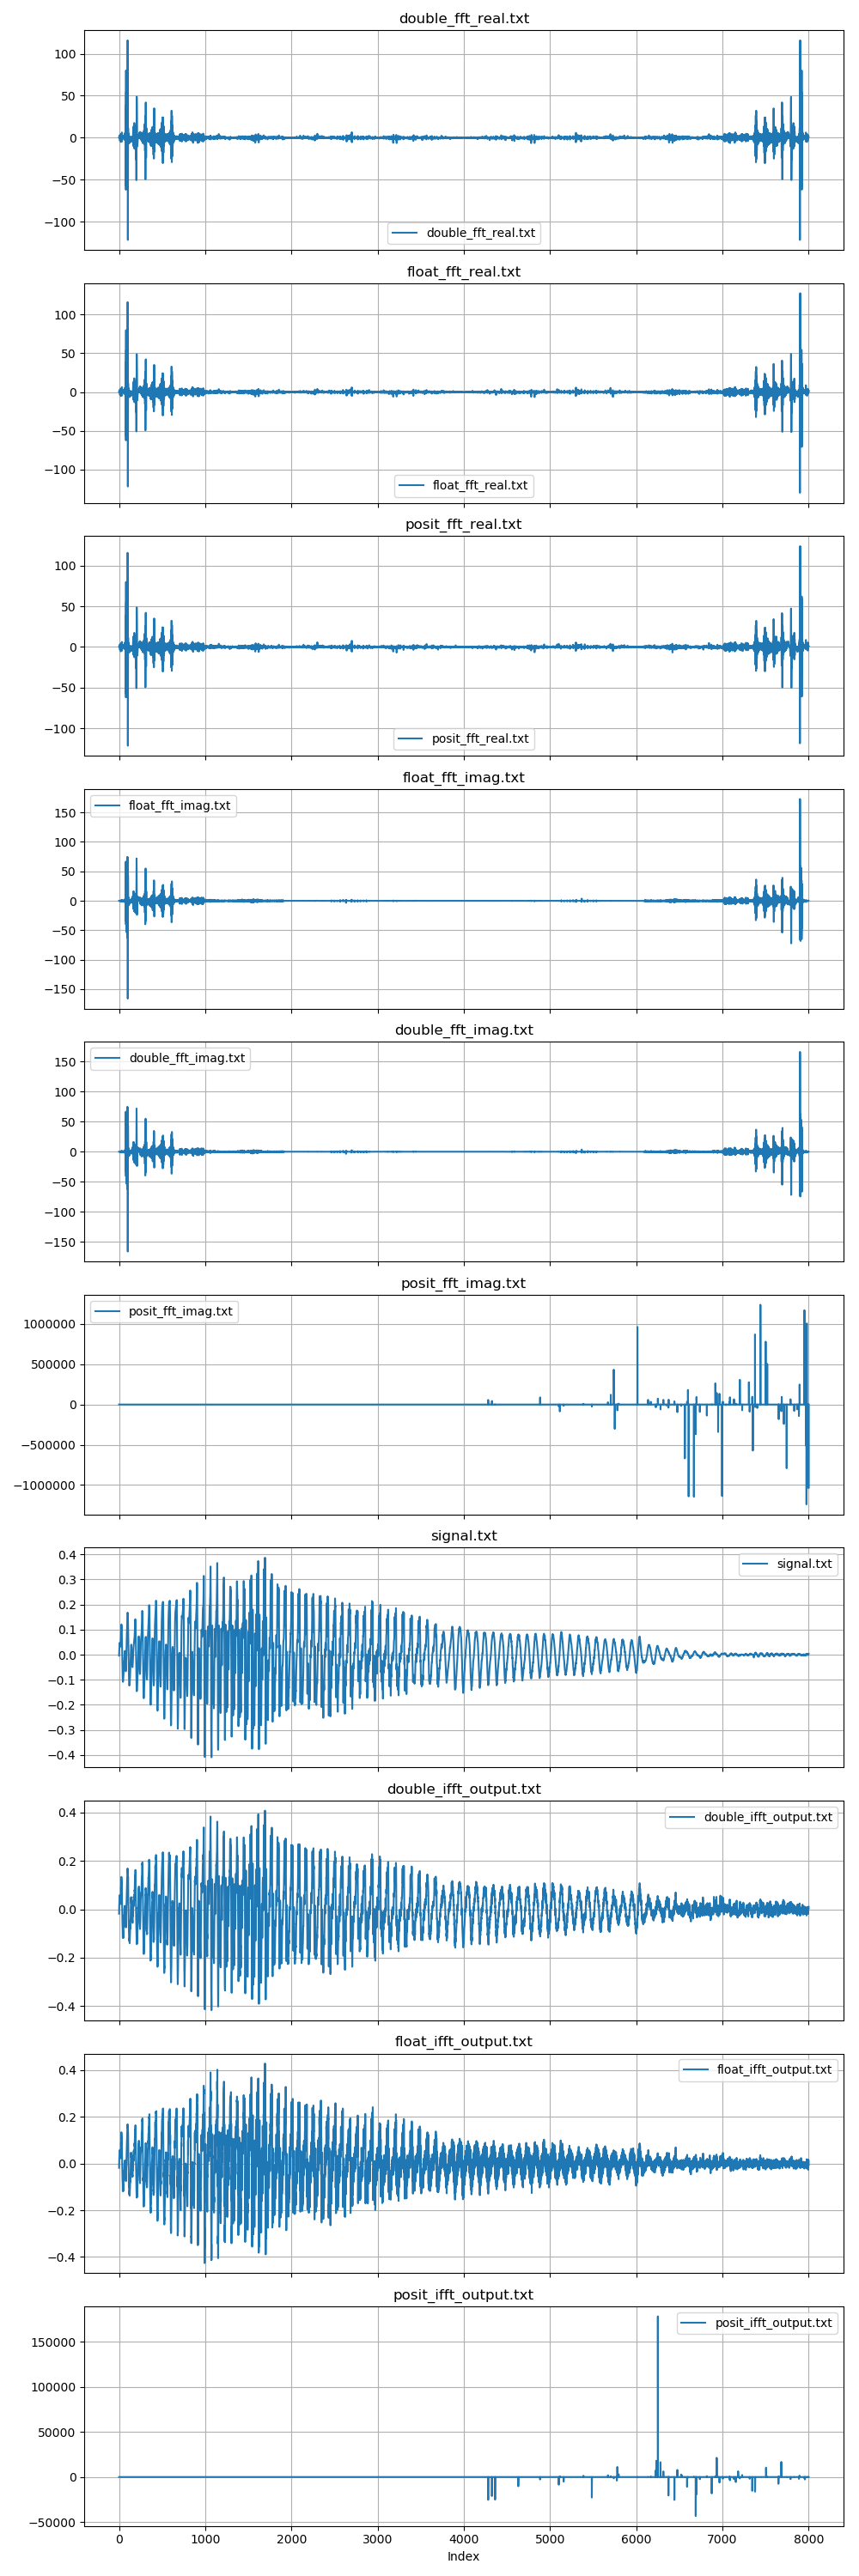 double_fft_real.txt
100
50
0
−50
−100
double_fft_real.txt
float_fft_real.txt
100
50
0
−50
−100
float_fft_real.txt
posit_fft_real.txt
100
50
0
−50
−100
posit_fft_real.txt
float_fft_imag.txt
float_fft_imag.txt
150
100
50
0
−50
−100
−150
double_fft_imag.txt
double_fft_imag.txt
150
100
50
0
−50
−100
−150
posit_fft_imag.txt
posit_fft_imag.txt
1000000
500000
0
−500000
−1000000
signal.txt
signal.txt
0.4
0.3
0.2
0.1
0.0
−0.1
−0.2
−0.3
−0.4
double_ifft_output.txt
double_ifft_output.txt
0.4
0.2
0.0
−0.2
−0.4
float_ifft_output.txt
float_ifft_output.txt
0.4
0.2
0.0
−0.2
−0.4
posit_ifft_output.txt
posit_ifft_output.txt
150000
100000
50000
0
−50000
0 1000 2000 3000 4000 5000 6000 7000 8000
Index